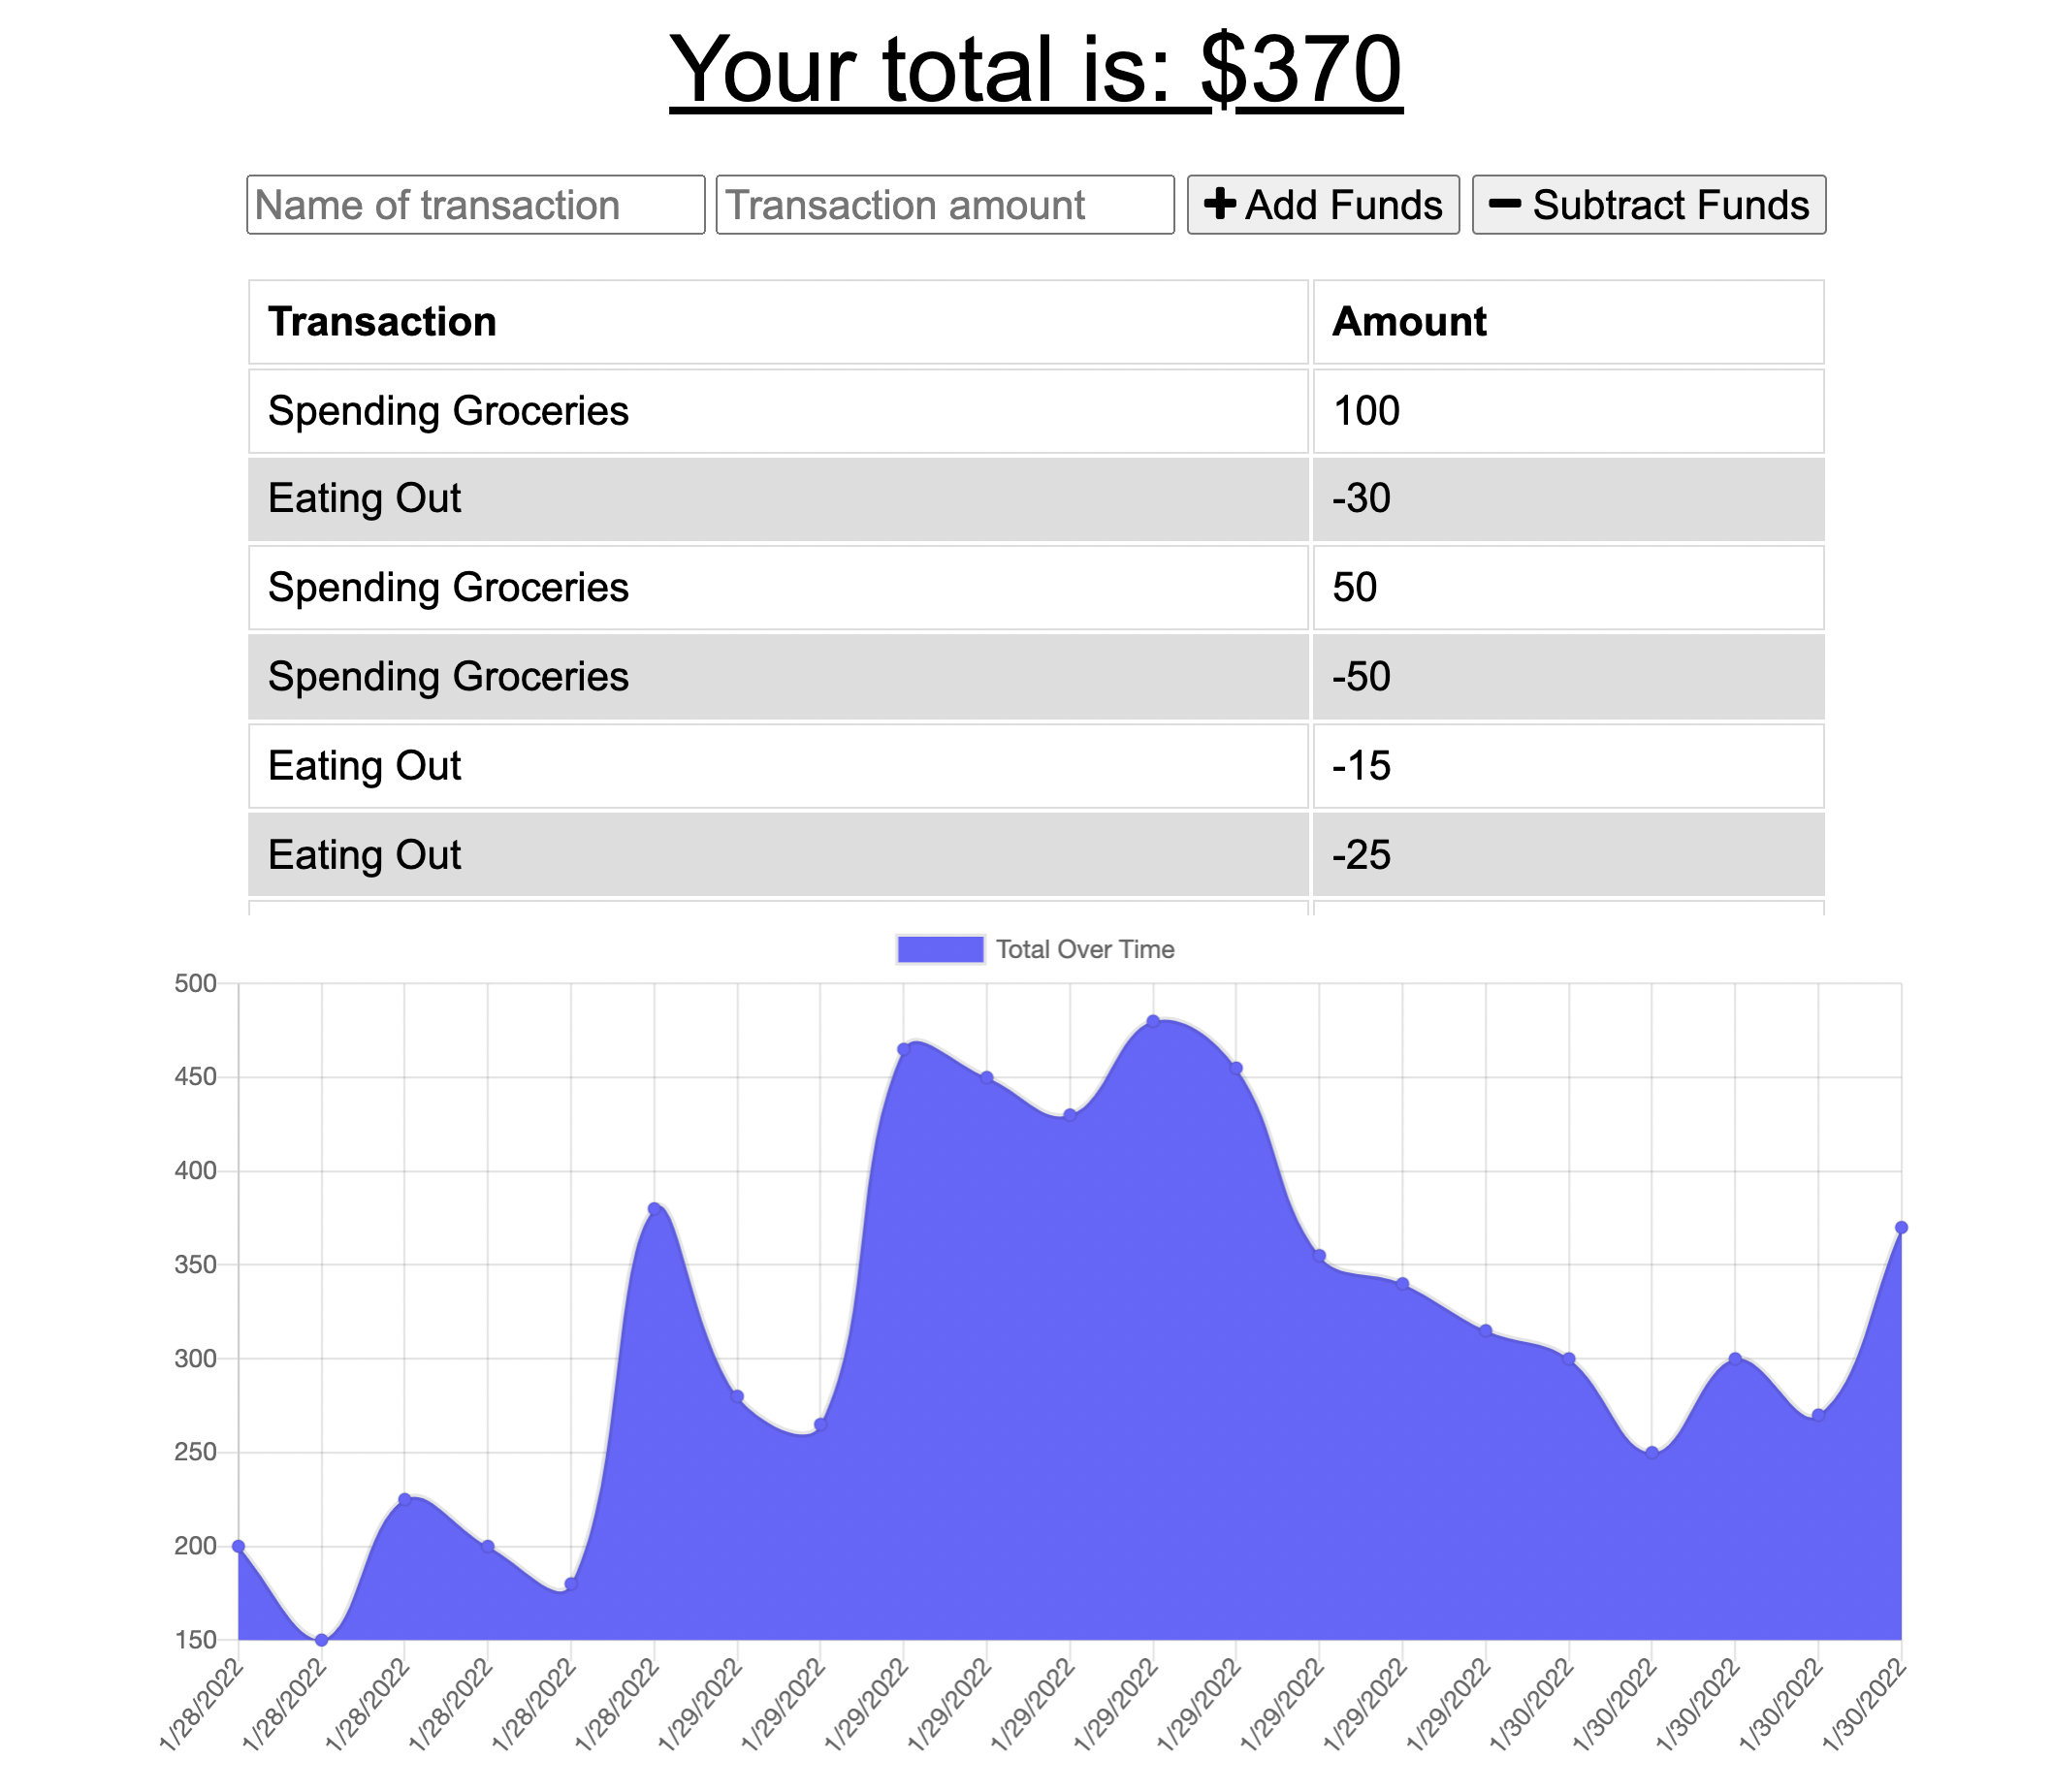 Your total is: $370
Name of transaction Transaction amount Add Funds Subtract Funds
Transaction Amount
Spending Groceries 100
Eating Out -30
Spending Groceries 50
Spending Groceries -50
Eating Out -15
Eating Out -25
Total Over Time
500
450
400
350
300
250
200
150
1/28/2022 1/28/2022 1/28/2022 1/28/2022 1/28/2022 1/28/2022 1/29/2022 1/29/2022 1/29/2022 1/29/2022 1/29/2022 1/29/2022 1/29/2022 1/29/2022 1/29/2022 1/29/2022 1/30/2022 1/30/2022 1/30/2022 1/30/2022 1/30/2022